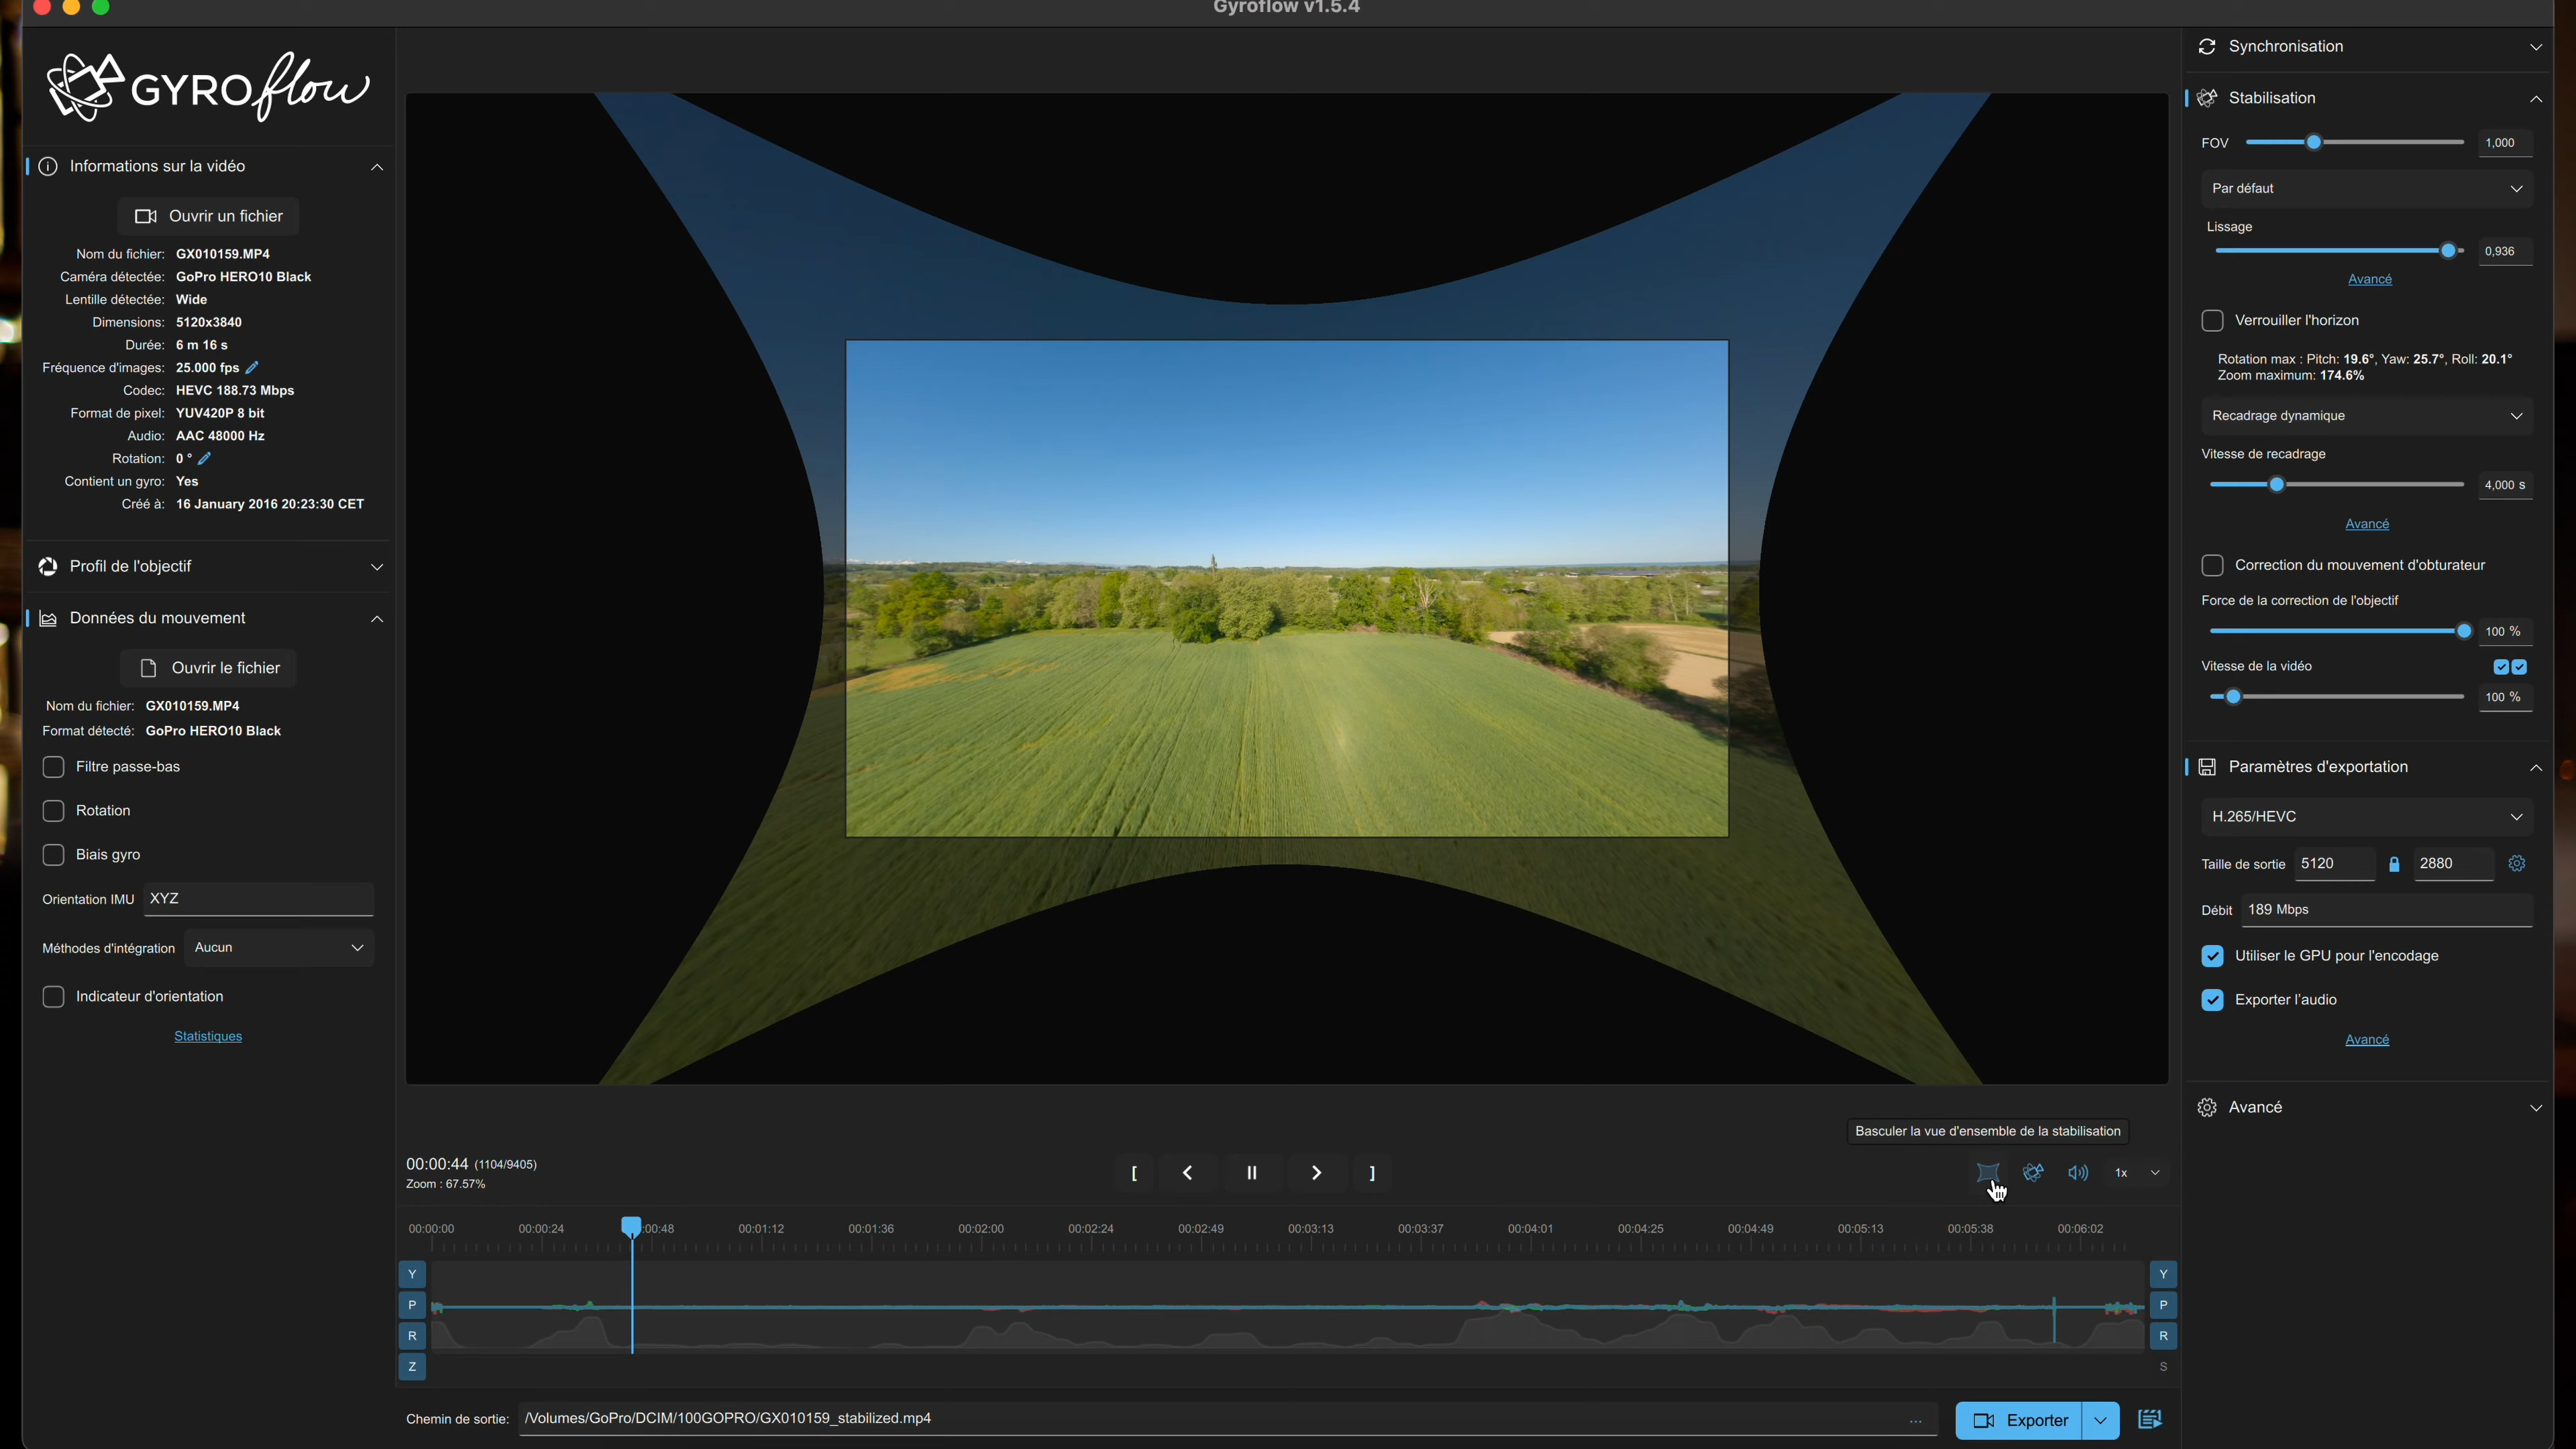 Gyroflow v1.5.4
GYROflow
Informations sur la vidéo
Ouvrir un fichier
Nom du fichier: GX010159.MP4
Caméra détectée: GoPro HERO10 Black
Lentille détectée: Wide
Dimensions: 5120x3840
Durée: 6 m 16 s
Fréquence d'images: 25.000 fps
Codec: HEVC 188.73 Mbps
Format de pixel: YUV420P 8 bit
Audio: AAC 48000 Hz
Rotation: 0 °
Contient un gyro: Yes
Créé à: 16 January 2016 20:23:30 CET
Profil de l'objectif
Données du mouvement
Ouvrir le fichier
Nom du fichier: GX010159.MP4
Format détecté: GoPro HERO10 Black
Filtre passe-bas
Rotation
Biais gyro
Orientation IMU XYZ
Méthodes d'intégration Aucun
Indicateur d'orientation
Statistiques
Basculer la vue d'ensemble de la stabilisation
00:00:44 (1104/9405)
Zoom : 67.57%
[ ]
1x
00:00:00 00:00:24 :00:48 00:01:12 00:01:36 00:02:00 00:02:24 00:02:49 00:03:13 00:03:37 00:04:01 00:04:25 00:04:49 00:05:13 00:05:38 00:06:02
Y Y
P P
R R
Z S
Chemin de sortie: /Volumes/GoPro/DCIM/100GOPRO/GX010159_stabilized.mp4 ...
Exporter
Synchronisation
Stabilisation
FOV 1,000
Par défaut
Lissage
0,936
Avancé
Verrouiller l'horizon
Rotation max : Pitch: 19.6°, Yaw: 25.7°, Roll: 20.1°
Zoom maximum: 174.6%
Recadrage dynamique
Vitesse de recadrage
4,000 s
Avancé
Correction du mouvement d'obturateur
Force de la correction de l'objectif
100 %
Vitesse de la vidéo
100 %
Paramètres d'exportation
H.265/HEVC
Taille de sortie 5120 2880
Débit 189 Mbps
Utiliser le GPU pour l'encodage
Exporter l'audio
Avancé
Avancé